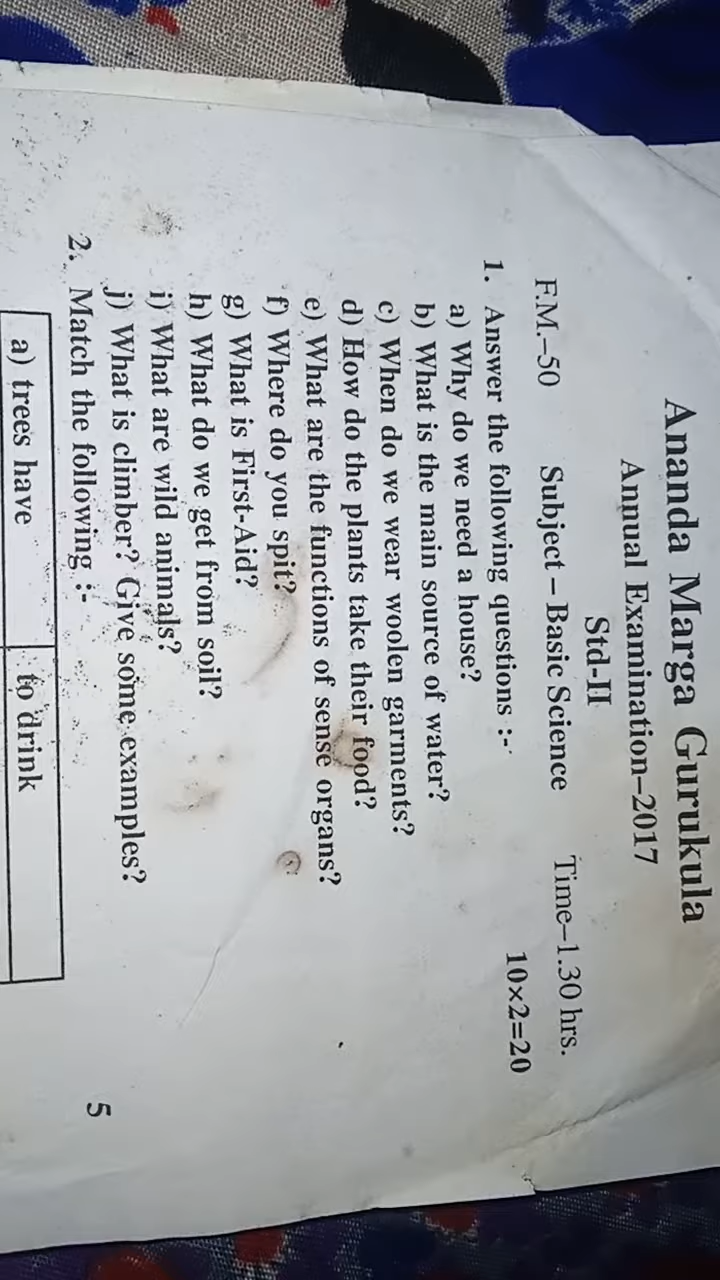 Ananda Marga Gurukula
Annual Examination–2017
Std-II
F.M.–50 Subject – Basic Science Time–1.30 hrs.
1. Answer the following questions :- 10×2=20
a) Why do we need a house?
b) What is the main source of water?
c) When do we wear woolen garments?
d) How do the plants take their food?
e) What are the functions of sense organs?
f) Where do you spit?
g) What is First-Aid?
h) What do we get from soil?
i) What are wild animals?
j) What is climber? Give some examples?
2. Match the following :- 5
a) trees have to drink